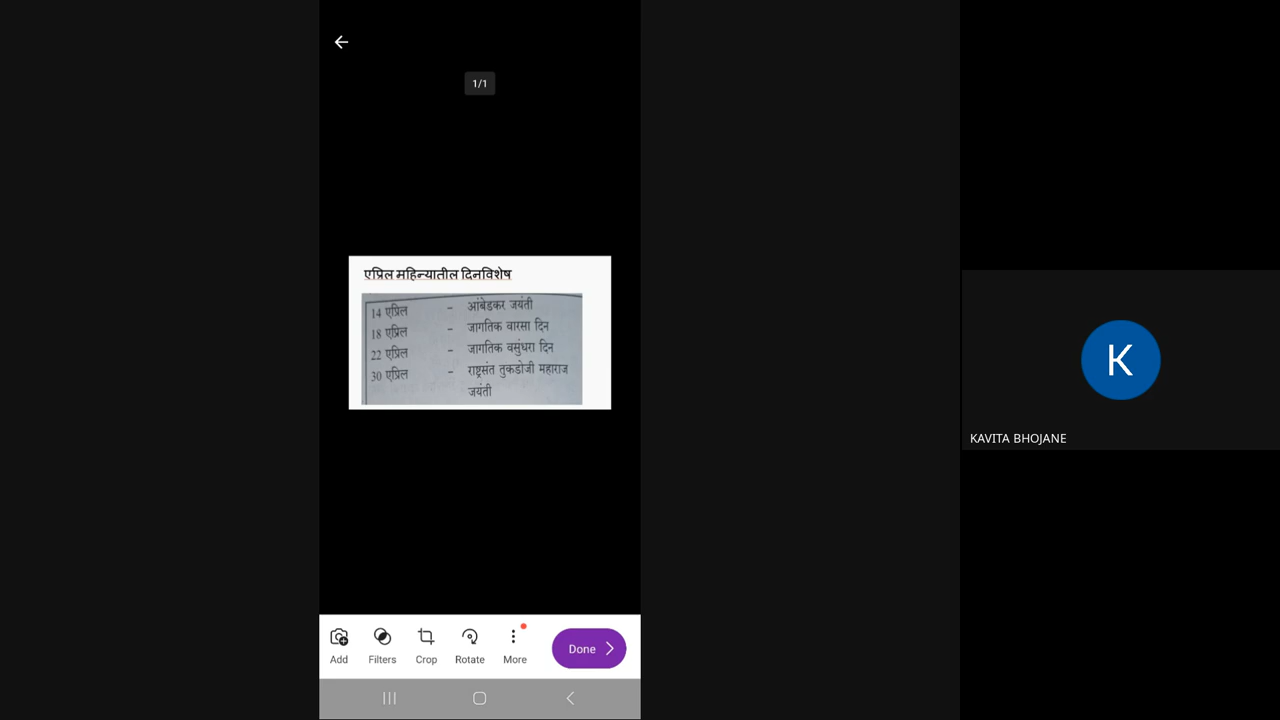 1/1
एप्रिल महिन्यातील दिनविशेष
14 एप्रिल - आंबेडकर जयंती
18 एप्रिल - जागतिक वारसा दिन
22 एप्रिल - जागतिक वसुंधरा दिन
30 एप्रिल - राष्ट्रसंत तुकडोजी महाराज
जयंती
Add Filters Crop Rotate More Done
K
KAVITA BHOJANE